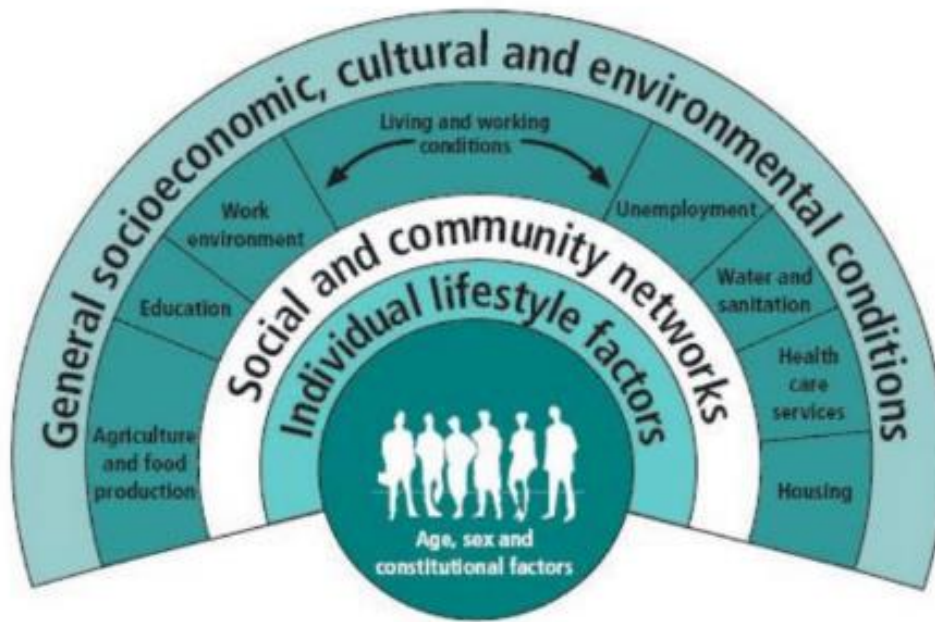 General socioeconomic, cultural and environmental conditions
Living and working
conditions
Work
environment
Unemployment
Education
Water and
sanitation
Agriculture
and food
production
Health
care
services
Housing
Social and community networks
Individual lifestyle factors
Age, sex and
constitutional factors